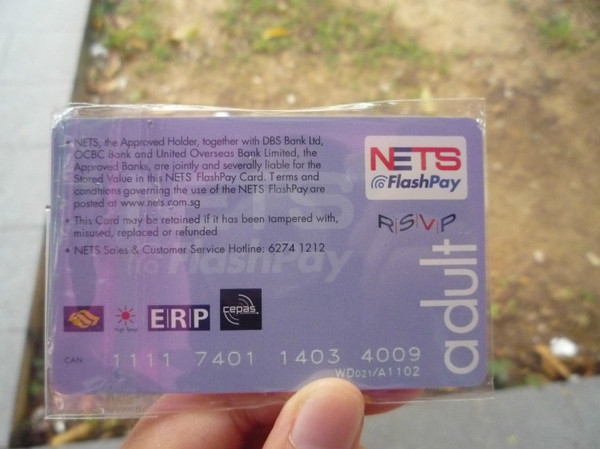 • NETS, the Approved Holder, together with DBS Bank Ltd,
OCBC Bank and United Overseas Bank Limited, the
Approved Banks, are jointly and severally liable for the
Stored Value in this NETS FlashPay Card. Terms and
conditions governing the use of the NETS FlashPay are
posted at www.nets.com.sg
• This Card may be retained if it has been tampered with,
misused, replaced or refunded
• NETS Sales & Customer Service Hotline: 6274 1212
NETS
FlashPay
R|S|V|P
adult
NETS
FlashPay
High Temp
E|R|P
cepas
CAN: 1111 7401 1403 4009
WD021/A1102